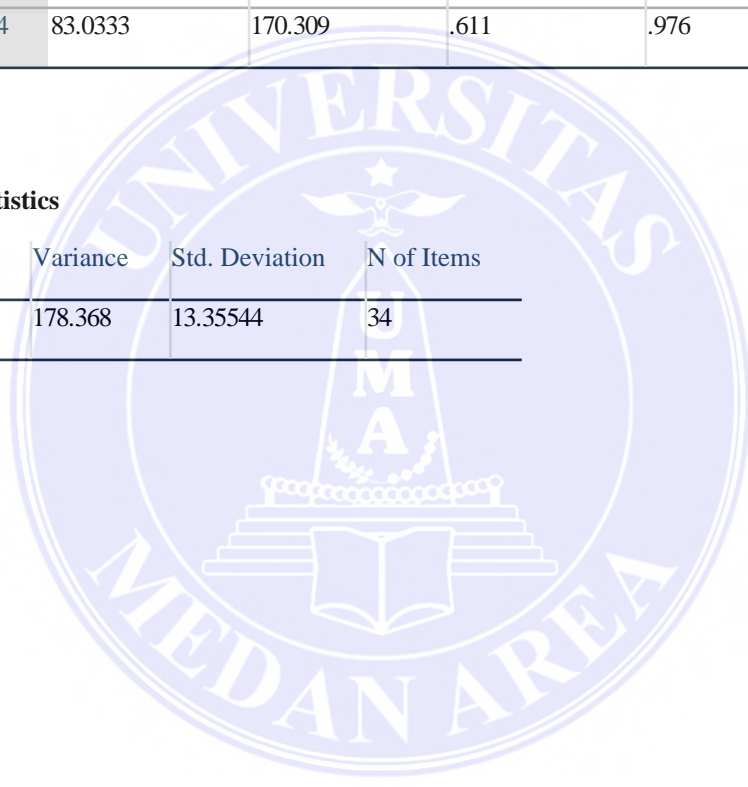 4 83.0333 170.309 .611 .976
tistics
Variance Std. Deviation N of Items
178.368 13.35544 34
UNIVERSITAS
UMA
MEDAN AREA